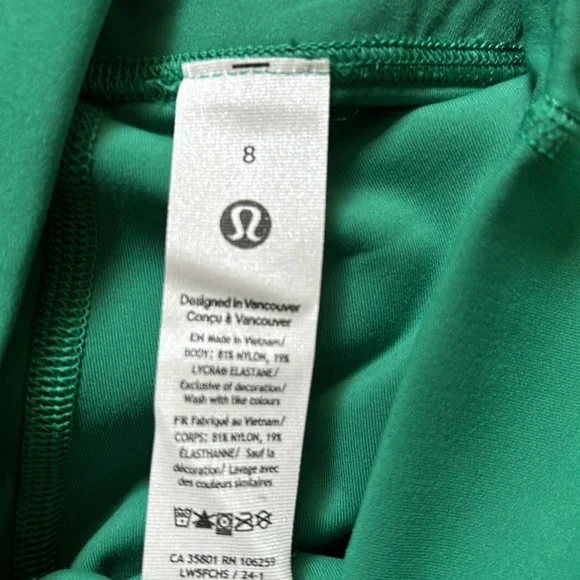 8
Designed in Vancouver
Conçu à Vancouver
EN Made in Vietnam/
BODY: 81% NYLON, 19%
LYCRA® ELASTANE/
Exclusive of decoration/
Wash with like colours
FR Fabriqué au Vietnam/
CORPS: 81% NYLON, 19%
ÉLASTHANNE/ Sauf la
décoration/ Lavage avec
des couleurs similaires
CA 35801 RN 106259
LW5FCHS / 24-1